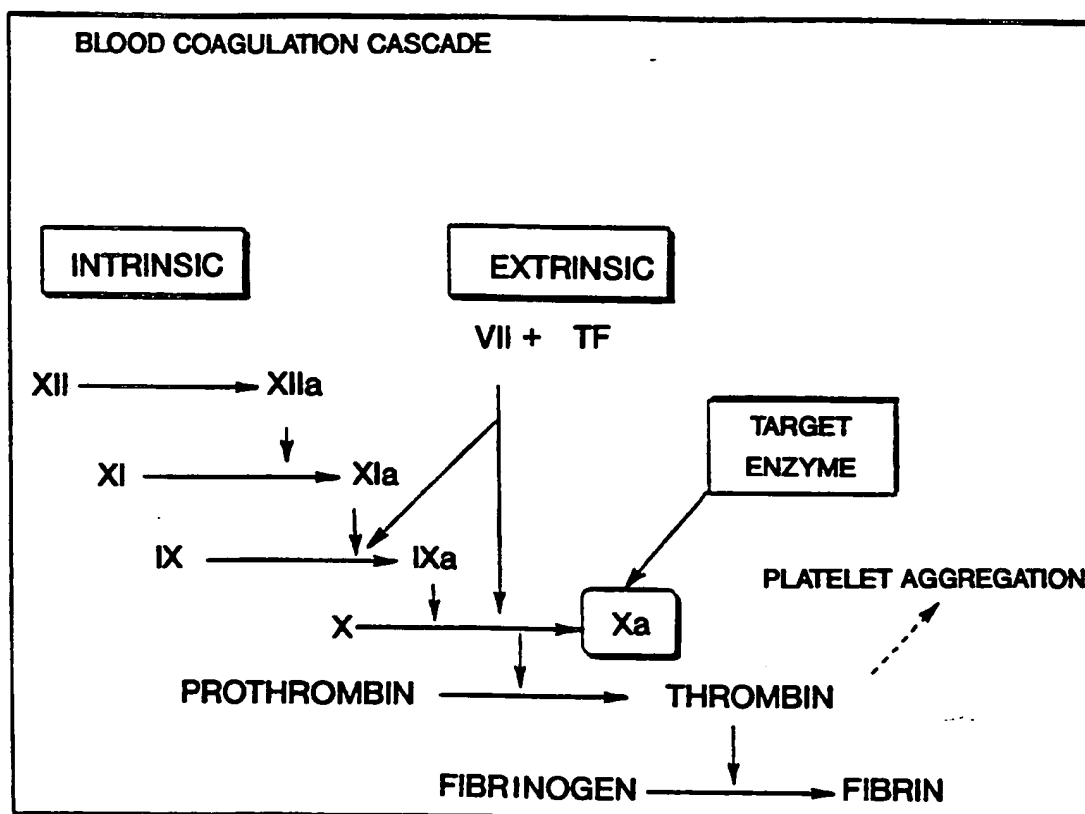 BLOOD COAGULATION CASCADE
INTRINSIC
EXTRINSIC
VII + TF
XII
XIIa
TARGET
ENZYME
XI
XIa
IX
IXa
PLATELET AGGREGATION
X
Xa
PROTHROMBIN
THROMBIN
FIBRINOGEN
FIBRIN